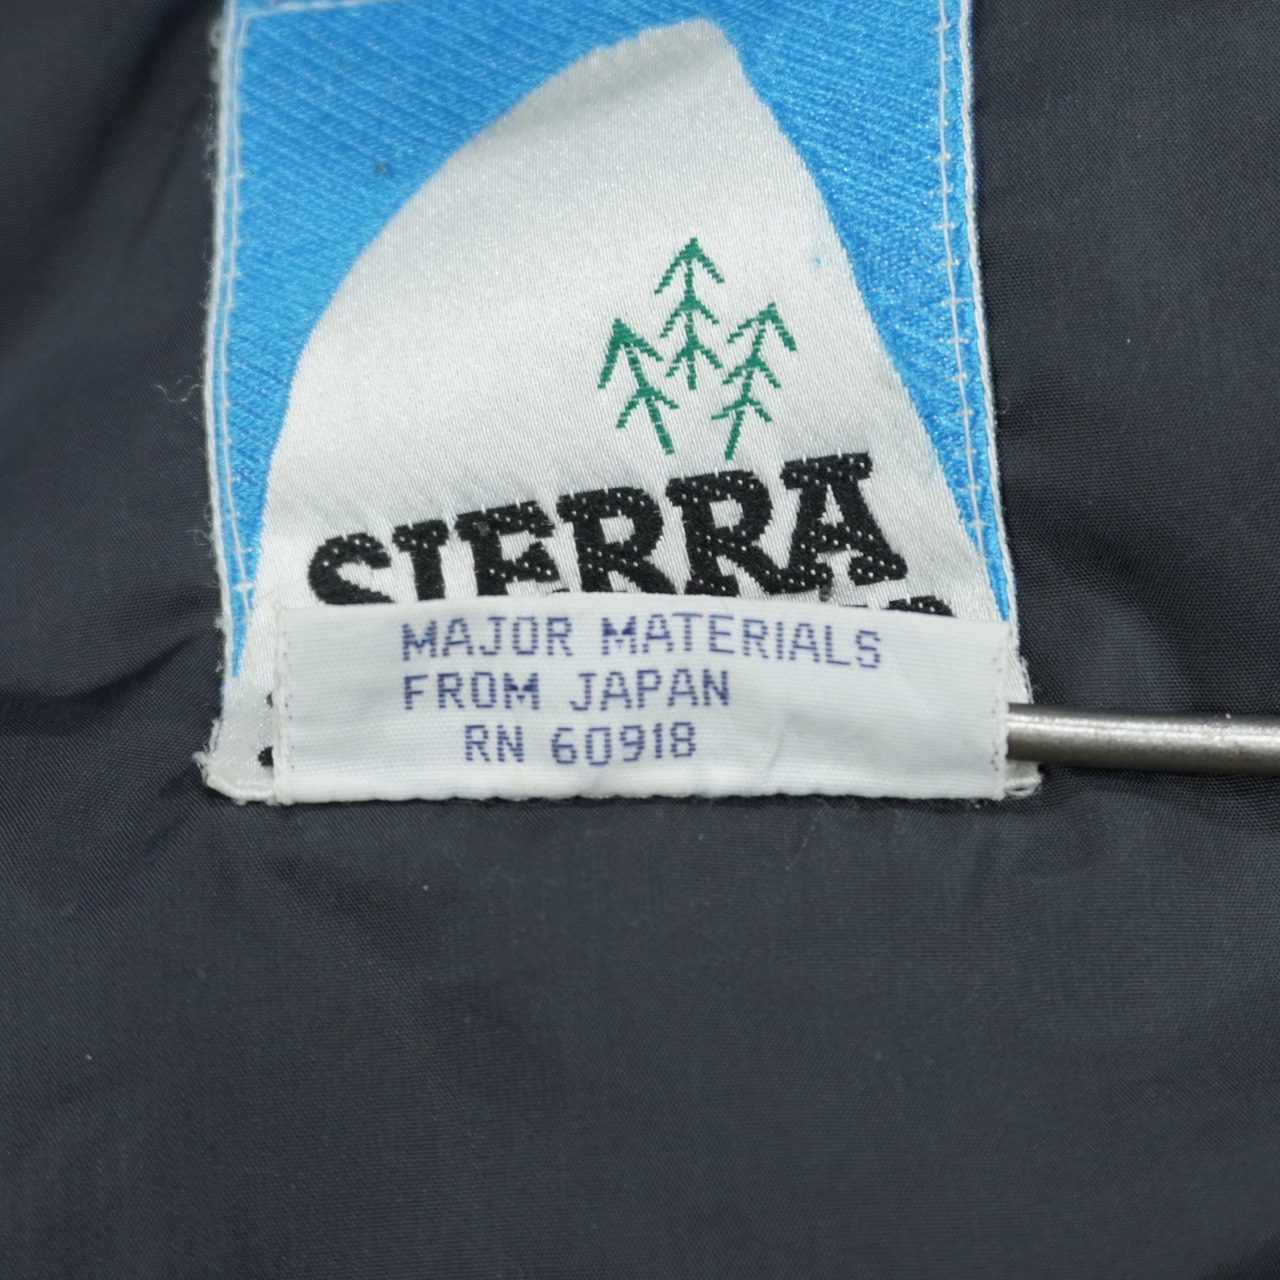 SIERRA
MAJOR MATERIALS
FROM JAPAN
RN 60918